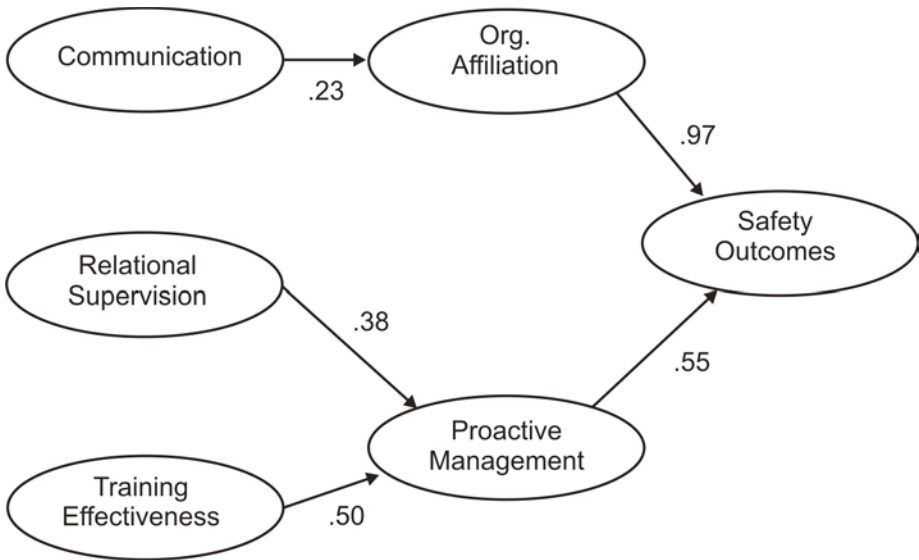 Communication
.23
Org.
Affiliation
.97
Safety
Outcomes
Relational
Supervision
.38
.55
Proactive
Management
Training
Effectiveness
.50